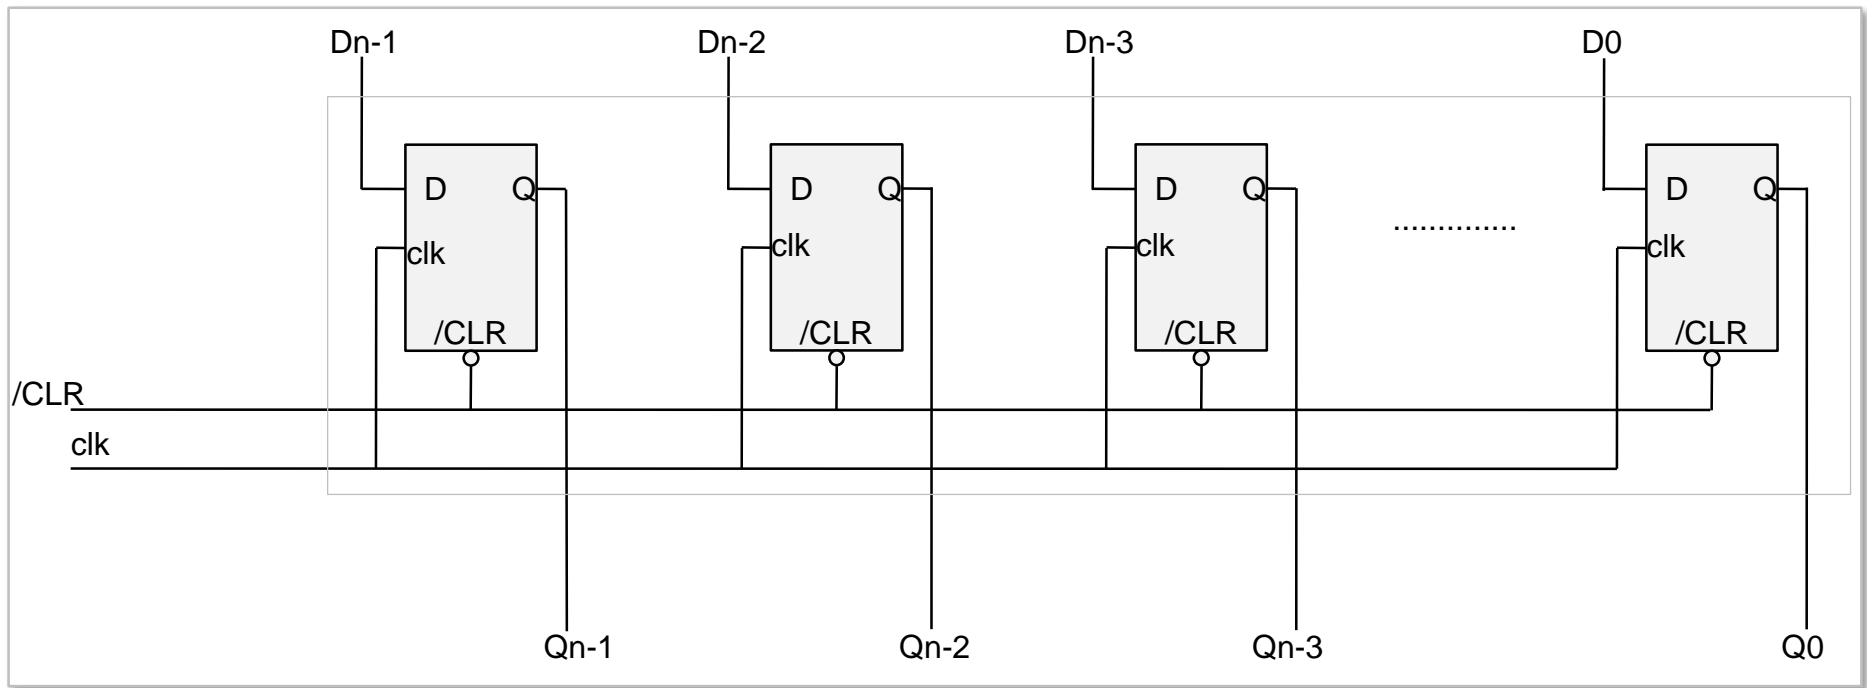 Dn-1 Dn-2 Dn-3 D0
D Q D Q D Q D Q
..............
clk clk clk clk
/CLR /CLR /CLR /CLR
/CLR
clk
Qn-1 Qn-2 Qn-3 Q0